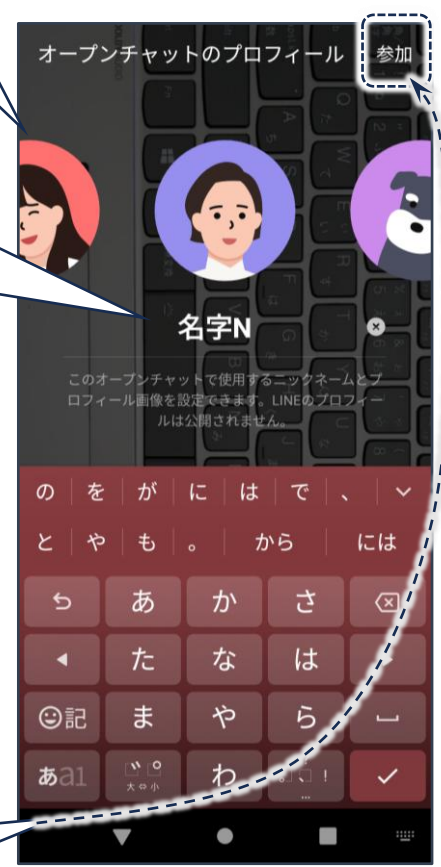 オープンチャットのプロフィール 参加
名字N
このオープンチャットで使用するニックネームとプ
ロフィール画像を設定できます。LINEのプロフィー
ルは公開されません。
の を が に は で 、
と や も 。 から には
あ か さ
た な は
記 ま や ら
あa1 大⇔小 わ 。、!